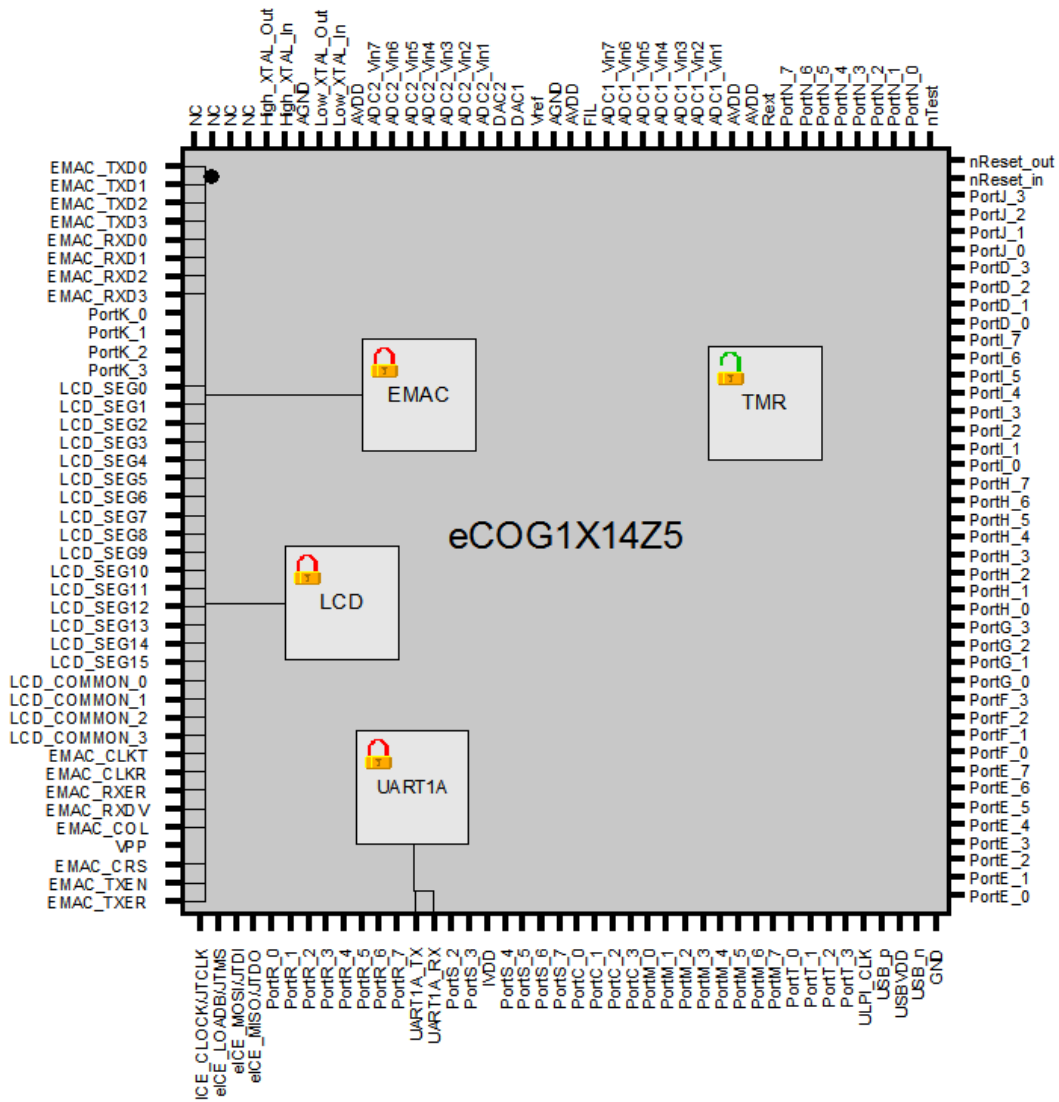 NC
NC
NC
NC
High_XTAL_Out
High_XTAL_In
AGND
Low_XTAL_Out
Low_XTAL_In
AVDD
ADC2_Vin7
ADC2_Vin6
ADC2_Vin5
ADC2_Vin4
ADC2_Vin3
ADC2_Vin2
ADC2_Vin1
DAC2
DAC1
Vref
AGND
AVDD
FIL
ADC1_Vin7
ADC1_Vin6
ADC1_Vin5
ADC1_Vin4
ADC1_Vin3
ADC1_Vin2
ADC1_Vin1
AVDD
AVDD
Rext
PortN_7
PortN_6
PortN_5
PortN_4
PortN_3
PortN_2
PortN_1
PortN_0
nTest
EMAC_TXD0
EMAC_TXD1
EMAC_TXD2
EMAC_TXD3
EMAC_RXD0
EMAC_RXD1
EMAC_RXD2
EMAC_RXD3
PortK_0
PortK_1
PortK_2
PortK_3
LCD_SEG0
LCD_SEG1
LCD_SEG2
LCD_SEG3
LCD_SEG4
LCD_SEG5
LCD_SEG6
LCD_SEG7
LCD_SEG8
LCD_SEG9
LCD_SEG10
LCD_SEG11
LCD_SEG12
LCD_SEG13
LCD_SEG14
LCD_SEG15
LCD_COMMON_0
LCD_COMMON_1
LCD_COMMON_2
LCD_COMMON_3
EMAC_CLKT
EMAC_CLKR
EMAC_RXER
EMAC_RXDV
EMAC_COL
VPP
EMAC_CRS
EMAC_TXEN
EMAC_TXER
EMAC
TMR
eCOG1X14Z5
LCD
UART1A
nReset_out
nReset_in
PortJ_3
PortJ_2
PortJ_1
PortJ_0
PortD_3
PortD_2
PortD_1
PortD_0
PortI_7
PortI_6
PortI_5
PortI_4
PortI_3
PortI_2
PortI_1
PortI_0
PortH_7
PortH_6
PortH_5
PortH_4
PortH_3
PortH_2
PortH_1
PortH_0
PortG_3
PortG_2
PortG_1
PortG_0
PortF_3
PortF_2
PortF_1
PortF_0
PortE_7
PortE_6
PortE_5
PortE_4
PortE_3
PortE_2
PortE_1
PortE_0
ICE_CLOCK/JTCLK
eICE_LOADB/JTMS
eICE_MOSI/JTDI
eICE_MISO/JTDO
PortR_0
PortR_1
PortR_2
PortR_3
PortR_4
PortR_5
PortR_6
PortR_7
UART1A_TX
UART1A_RX
PortS_2
PortS_3
IVDD
PortS_4
PortS_5
PortS_6
PortS_7
PortC_0
PortC_1
PortC_2
PortC_3
PortM_0
PortM_1
PortM_2
PortM_3
PortM_4
PortM_5
PortM_6
PortM_7
PortT_0
PortT_1
PortT_2
PortT_3
ULPI_CLK
USB_p
USBVDD
USB_n
GND